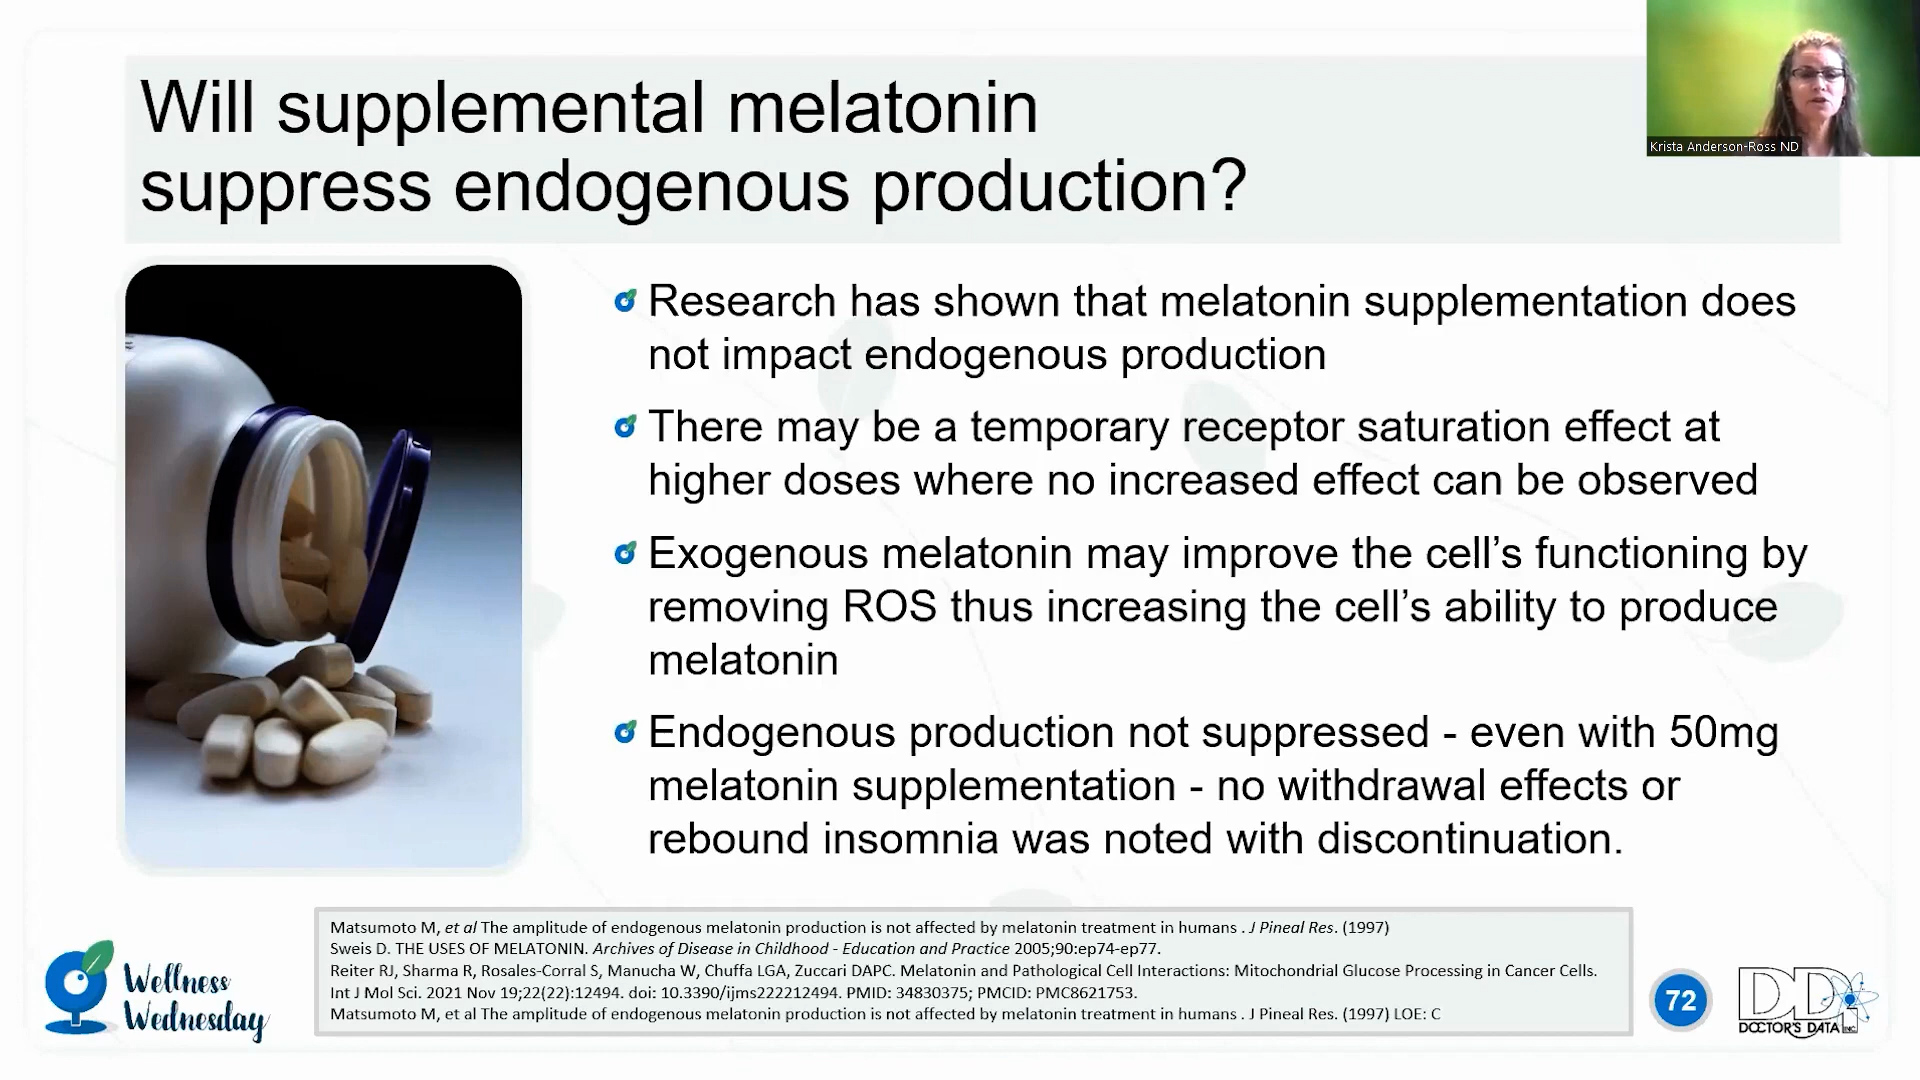 Will supplemental melatonin
suppress endogenous production?
Krista Anderson-Ross ND
Research has shown that melatonin supplementation does
not impact endogenous production
There may be a temporary receptor saturation effect at
higher doses where no increased effect can be observed
Exogenous melatonin may improve the cell’s functioning by
removing ROS thus increasing the cell’s ability to produce
melatonin
Endogenous production not suppressed - even with 50mg
melatonin supplementation - no withdrawal effects or
rebound insomnia was noted with discontinuation.
Matsumoto M, et al The amplitude of endogenous melatonin production is not affected by melatonin treatment in humans . J Pineal Res. (1997)
Sweis D. THE USES OF MELATONIN. Archives of Disease in Childhood - Education and Practice 2005;90:ep74-ep77.
Reiter RJ, Sharma R, Rosales-Corral S, Manucha W, Chuffa LGA, Zuccari DAPC. Melatonin and Pathological Cell Interactions: Mitochondrial Glucose Processing in Cancer Cells.
Int J Mol Sci. 2021 Nov 19;22(22):12494. doi: 10.3390/ijms222212494. PMID: 34830375; PMCID: PMC8621753.
Matsumoto M, et al The amplitude of endogenous melatonin production is not affected by melatonin treatment in humans . J Pineal Res. (1997) LOE: C
Wellness
Wednesday
72
DDI
DOCTOR'S DATA INC.